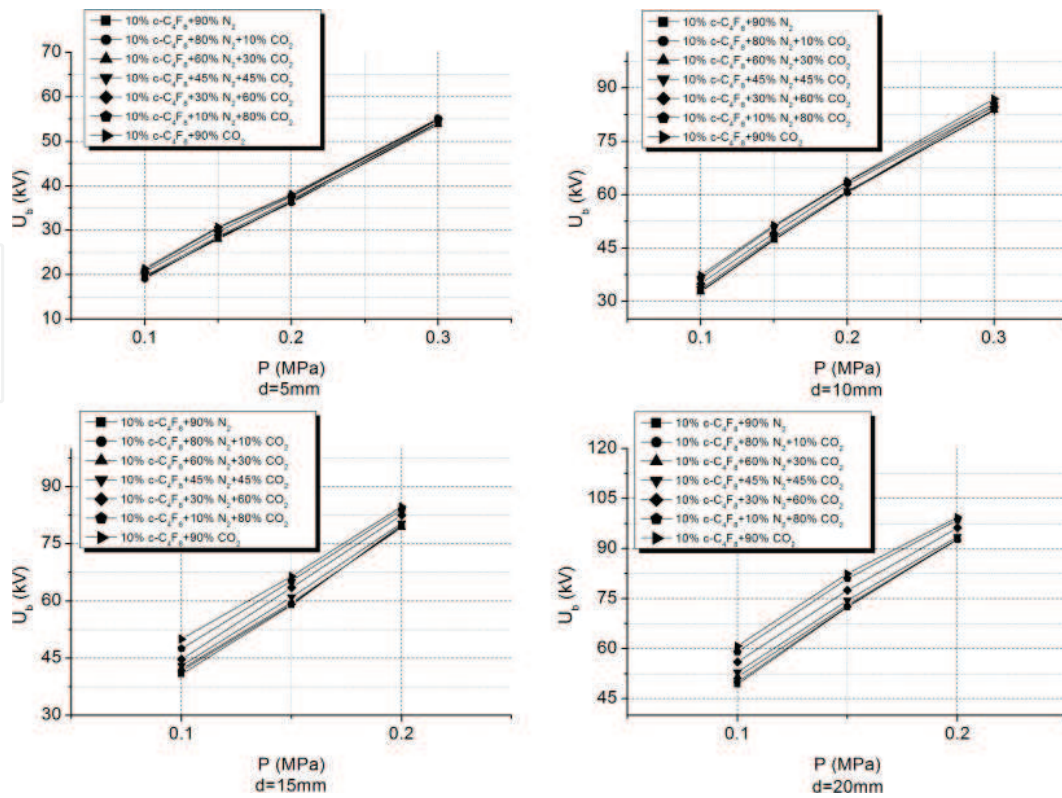 10% c-C₄F₈+90% N₂
10% c-C₄F₈+80% N₂+10% CO₂
10% c-C₄F₈+60% N₂+30% CO₂
10% c-C₄F₈+45% N₂+45% CO₂
10% c-C₄F₈+30% N₂+60% CO₂
10% c-C₄F₈+10% N₂+80% CO₂
10% c-C₄F₈+90% CO₂
70
60
50
40
30
20
10
U_b (kV)
0.1 0.2 0.3
P (MPa)
d=5mm
10% c-C₄F₈+90% N₂
10% c-C₄F₈+80% N₂+10% CO₂
10% c-C₄F₈+60% N₂+30% CO₂
10% c-C₄F₈+45% N₂+45% CO₂
10% c-C₄F₈+30% N₂+60% CO₂
10% c-C₄F₈+10% N₂+80% CO₂
10% c-C₄F₈+90% CO₂
90
75
60
45
30
U_b (kV)
0.1 0.2 0.3
P (MPa)
d=10mm
10% c-C₄F₈+90% N₂
10% c-C₄F₈+80% N₂+10% CO₂
10% c-C₄F₈+60% N₂+30% CO₂
10% c-C₄F₈+45% N₂+45% CO₂
10% c-C₄F₈+30% N₂+60% CO₂
10% c-C₄F₈+10% N₂+80% CO₂
10% c-C₄F₈+90% CO₂
90
75
60
45
30
U_b (kV)
0.1 0.2
P (MPa)
d=15mm
10% c-C₄F₈+90% N₂
10% c-C₄F₈+80% N₂+10% CO₂
10% c-C₄F₈+60% N₂+30% CO₂
10% c-C₄F₈+45% N₂+45% CO₂
10% c-C₄F₈+30% N₂+60% CO₂
10% c-C₄F₈+10% N₂+80% CO₂
10% c-C₄F₈+90% CO₂
120
105
90
75
60
45
U_b (kV)
0.1 0.2
P (MPa)
d=20mm